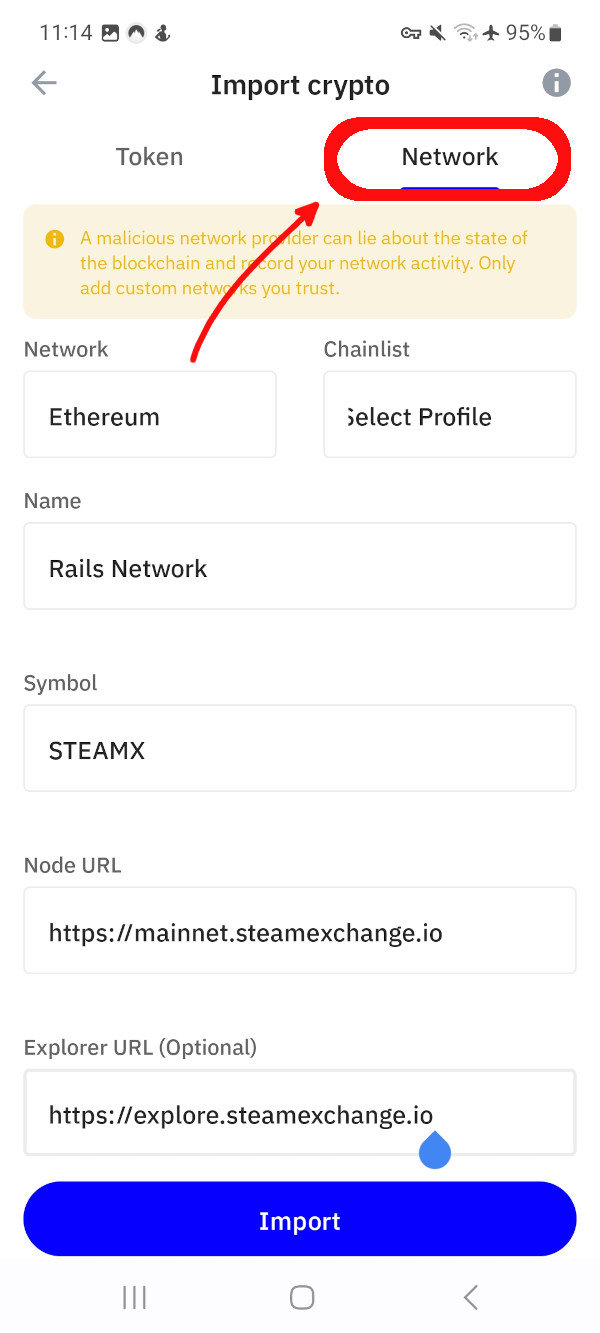 11:14 95%
Import crypto
Token Network
A malicious network provider can lie about the state of
the blockchain and record your network activity. Only
add custom networks you trust.
Network Chainlist
Ethereum Select Profile
Name
Rails Network
Symbol
STEAMX
Node URL
https://mainnet.steamexchange.io
Explorer URL (Optional)
https://explore.steamexchange.io
Import